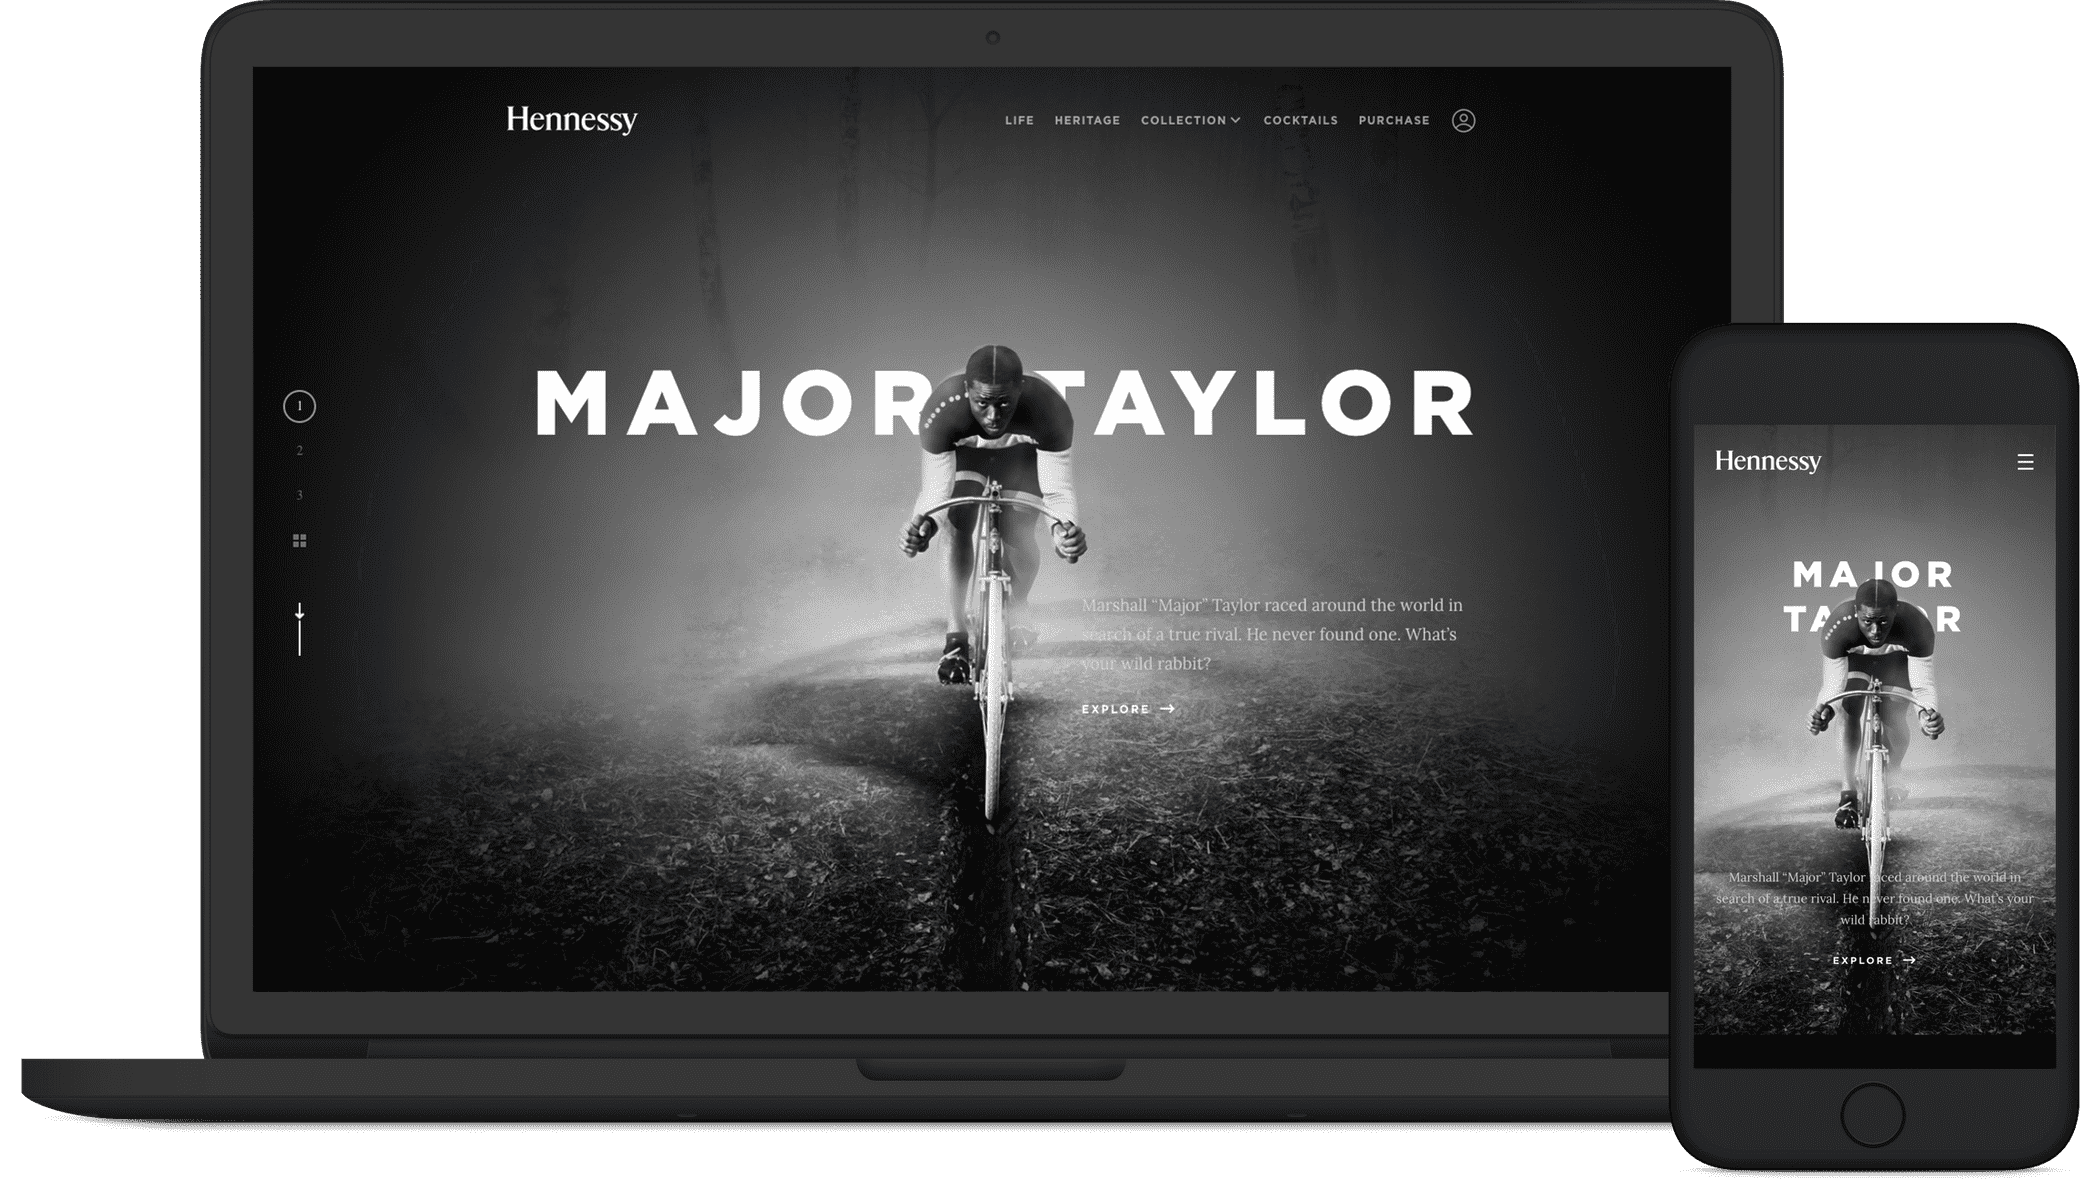 Hennessy
LIFE HERITAGE COLLECTION COCKTAILS PURCHASE
MAJOR TAYLOR
1
2
3
Marshall “Major” Taylor raced around the world in
search of a true rival. He never found one. What’s
your wild rabbit?
EXPLORE
Hennessy
MAJOR
TAYLOR
Marshall “Major” Taylor raced around the world in
search of a true rival. He never found one. What’s your
wild rabbit?
EXPLORE